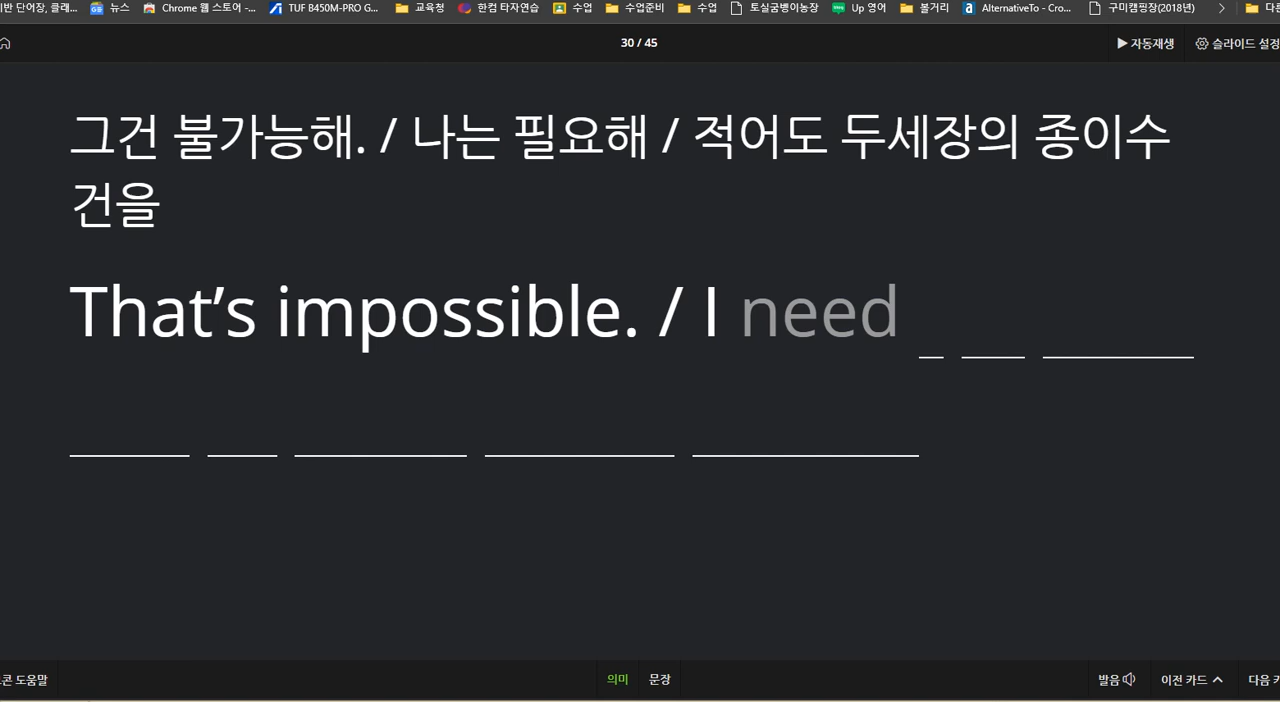 기반 단어장, 클래... 뉴스 Chrome 웹 스토어 -... TUF B450M-PRO G... 교육청 한컴 타자연습 수업 수업준비 수업 토실굼벵이농장 Up 영어 볼거리 AlternativeTo - Cro... 구미캠핑장(2018년) 다른
30 / 45 자동재생 슬라이드 설정
그건 불가능해. / 나는 필요해 / 적어도 두세장의 종이수
건을
That's impossible. / I need
콘 도움말 의미 문장 발음 이전 카드 다음 카